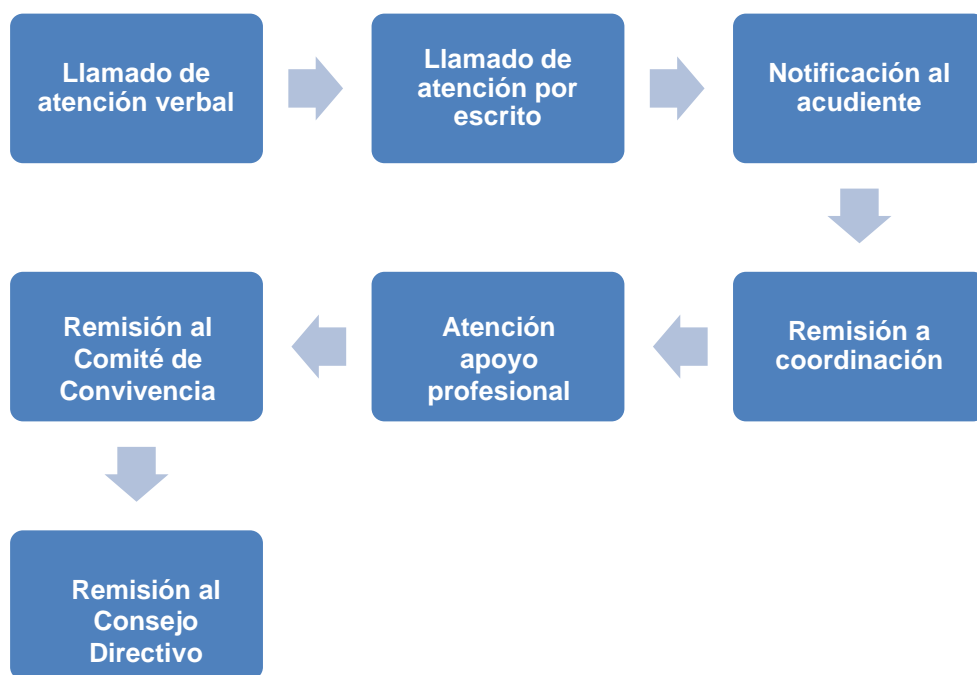 Llamado de
atención verbal
Llamado de
atención por
escrito
Notificación al
acudiente
Remisión a
coordinación
Atención
apoyo
profesional
Remisión al
Comité de
Convivencia
Remisión al
Consejo
Directivo